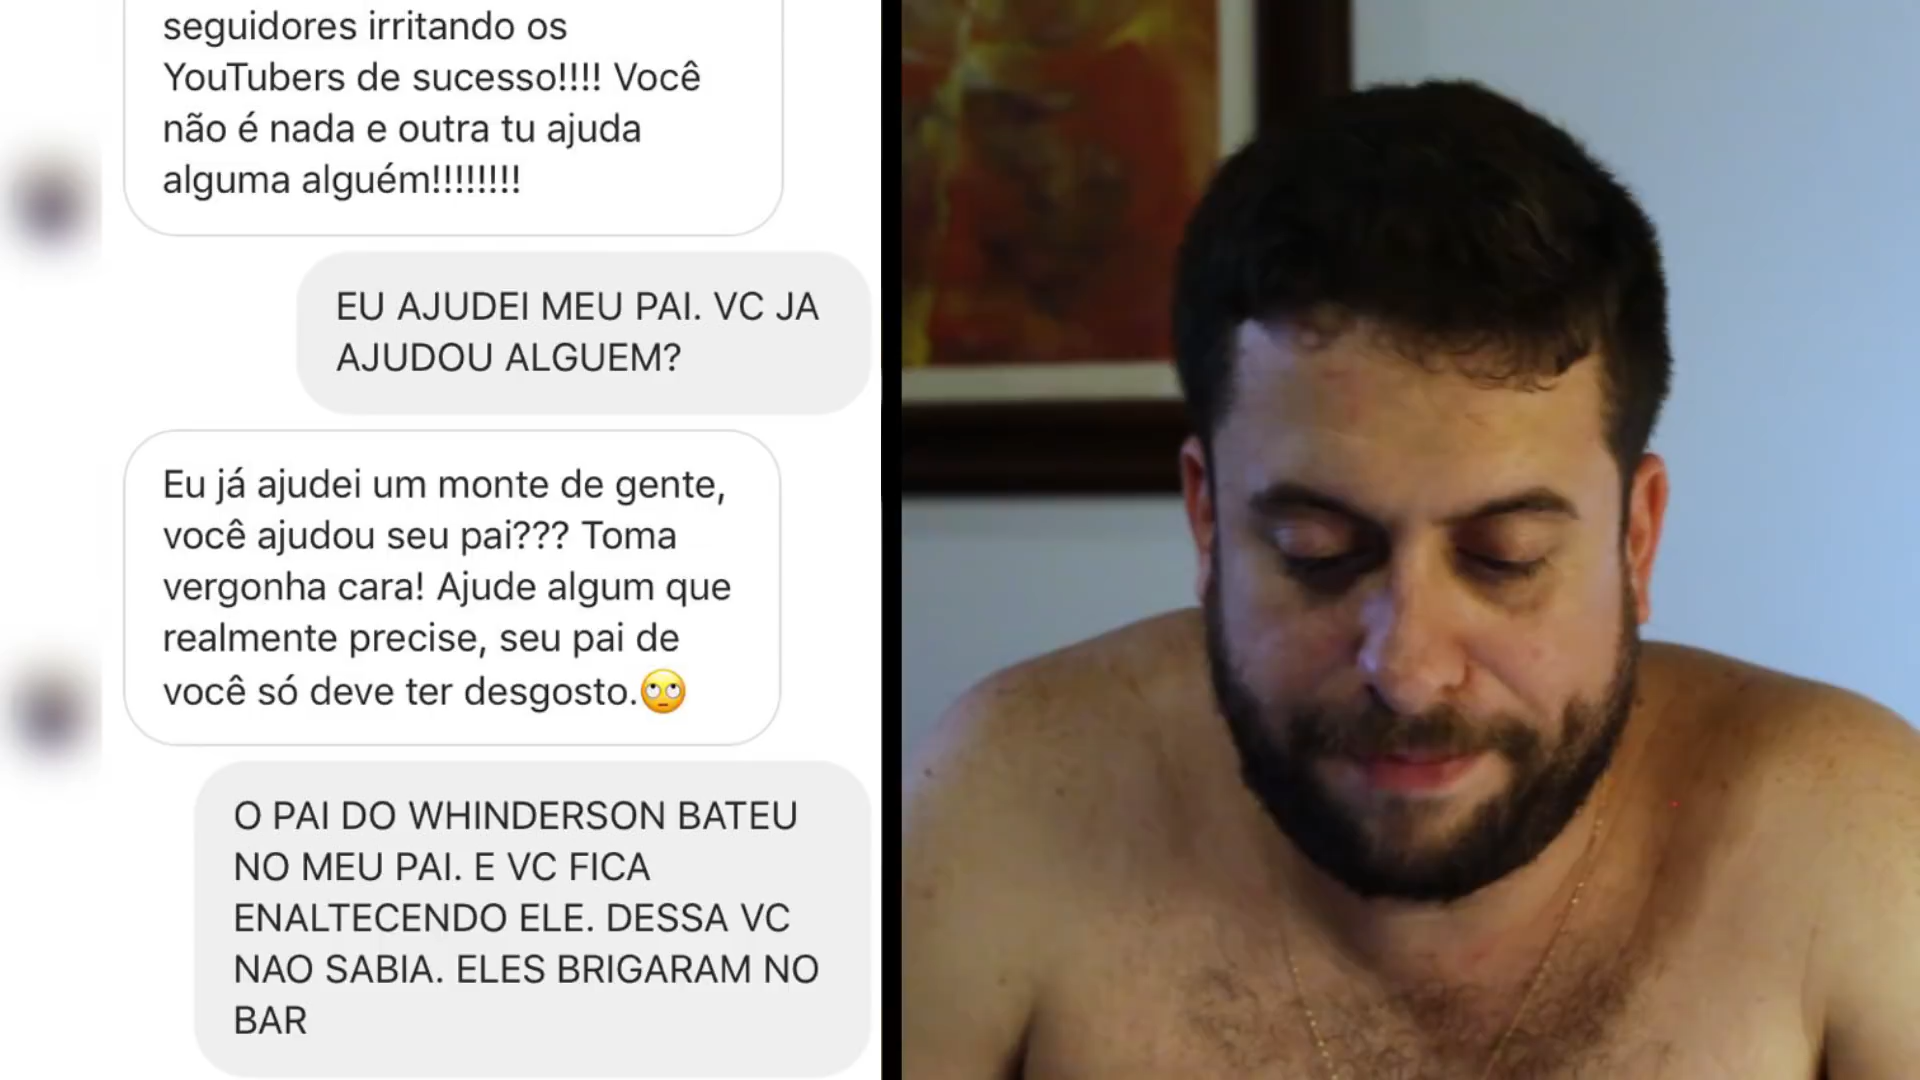 seguidores irritando os
YouTubers de sucesso!!!! Você
não é nada e outra tu ajuda
alguma alguém!!!!!!!!
EU AJUDEI MEU PAI. VC JA
AJUDOU ALGUEM?
Eu já ajudei um monte de gente,
você ajudou seu pai??? Toma
vergonha cara! Ajude algum que
realmente precise, seu pai de
você só deve ter desgosto.🙄
O PAI DO WHINDERSON BATEU
NO MEU PAI. E VC FICA
ENALTECENDO ELE. DESSA VC
NAO SABIA. ELES BRIGARAM NO
BAR